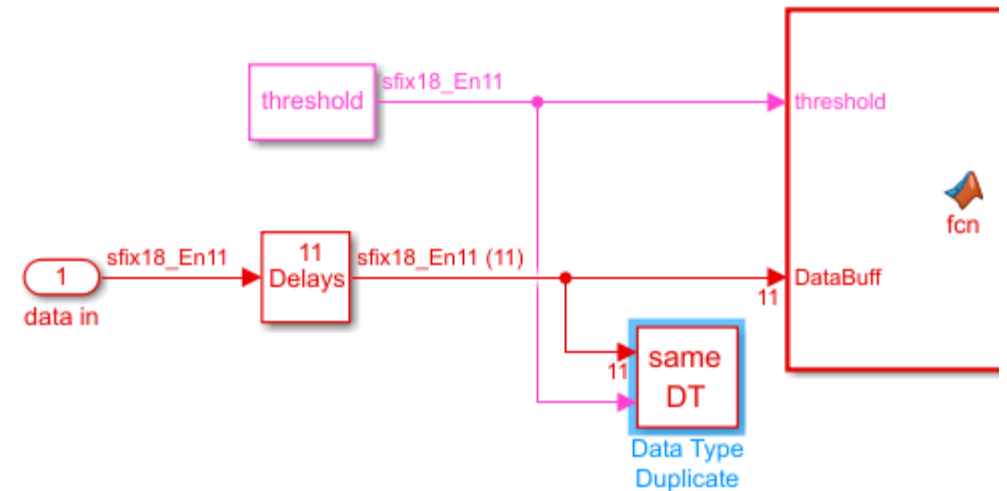 threshold
sfix18_En11
threshold
fcn
1
data in
sfix18_En11
11
Delays
sfix18_En11 (11)
11
DataBuff
11
same
DT
Data Type
Duplicate